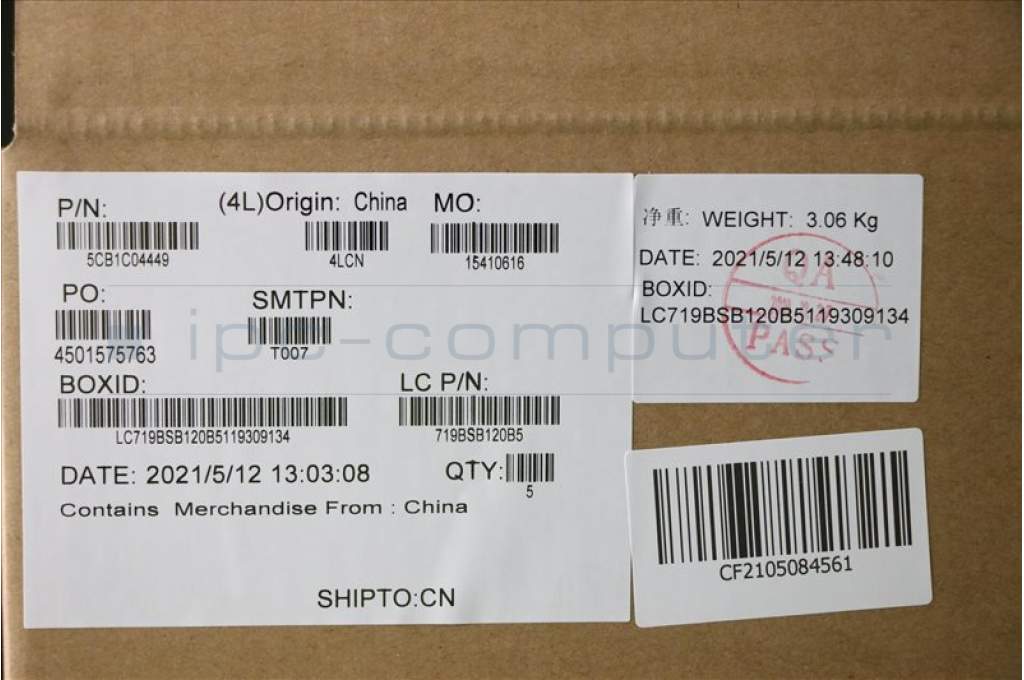 P/N: (4L)Origin: China MO:
5CB1C04449 4LCN 15410616
PO: SMTPN:
4501575763 T007
BOXID: LC P/N:
LC719BSB120B5119309134 719BSB120B5
DATE: 2021/5/12 13:03:08 QTY:
5
Contains Merchandise From : China
SHIPTO:CN
净重: WEIGHT: 3.06 Kg
DATE: 2021/5/12 13:48:10
BOXID:
LC719BSB120B5119309134
QA
PASS
CF2105084561
ipc-computer